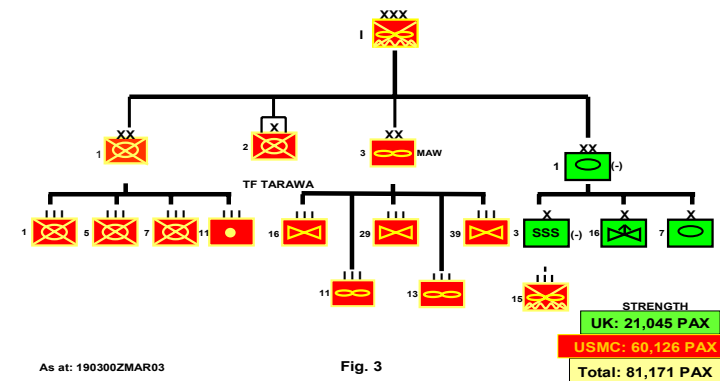 XXX
I
XX
1
X
2
XX
3
MAW
XX
1
(-)
TF TARAWA
III
1
III
5
III
7
III
11
III
16
III
29
III
39
X
3
SSS
(-)
X
16
X
7
III
11
III
13
I
III
15
STRENGTH
UK: 21,045 PAX
USMC: 60,126 PAX
Total: 81,171 PAX
As at: 190300ZMAR03
Fig. 3